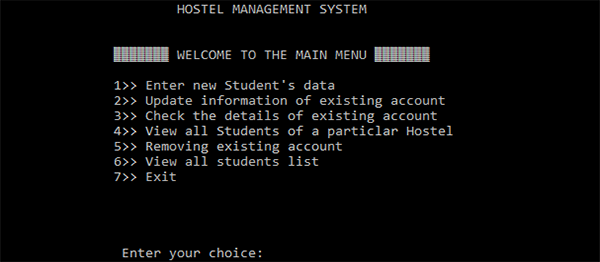 HOSTEL MANAGEMENT SYSTEM
WELCOME TO THE MAIN MENU
1>> Enter new Student's data
2>> Update information of existing account
3>> Check the details of existing account
4>> View all Students of a particlar Hostel
5>> Removing existing account
6>> View all students list
7>> Exit
Enter your choice: